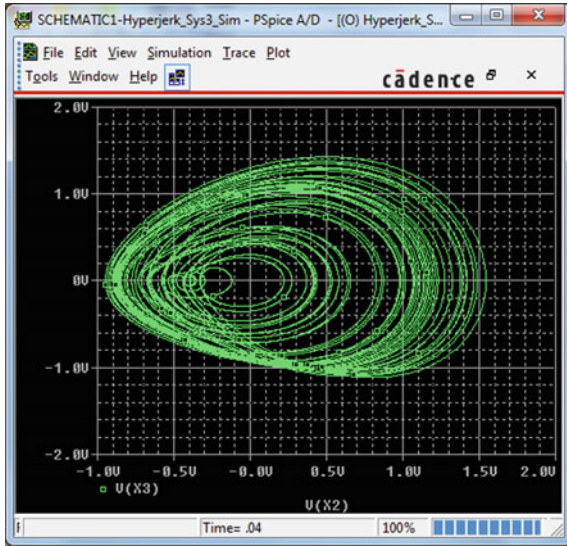 SCHEMATIC1-Hyperjerk_Sys3_Sim - PSpice A/D - [(O) Hyperjerk_S...
File Edit View Simulation Trace Plot
Tools Window Help
cādence
2.0V
1.0V
0V
-1.0V
-2.0V
-1.0V -0.5V -0.0V 0.5V 1.0V 1.5V 2.0V
V(X3)
V(X2)
F Time= .04 100%